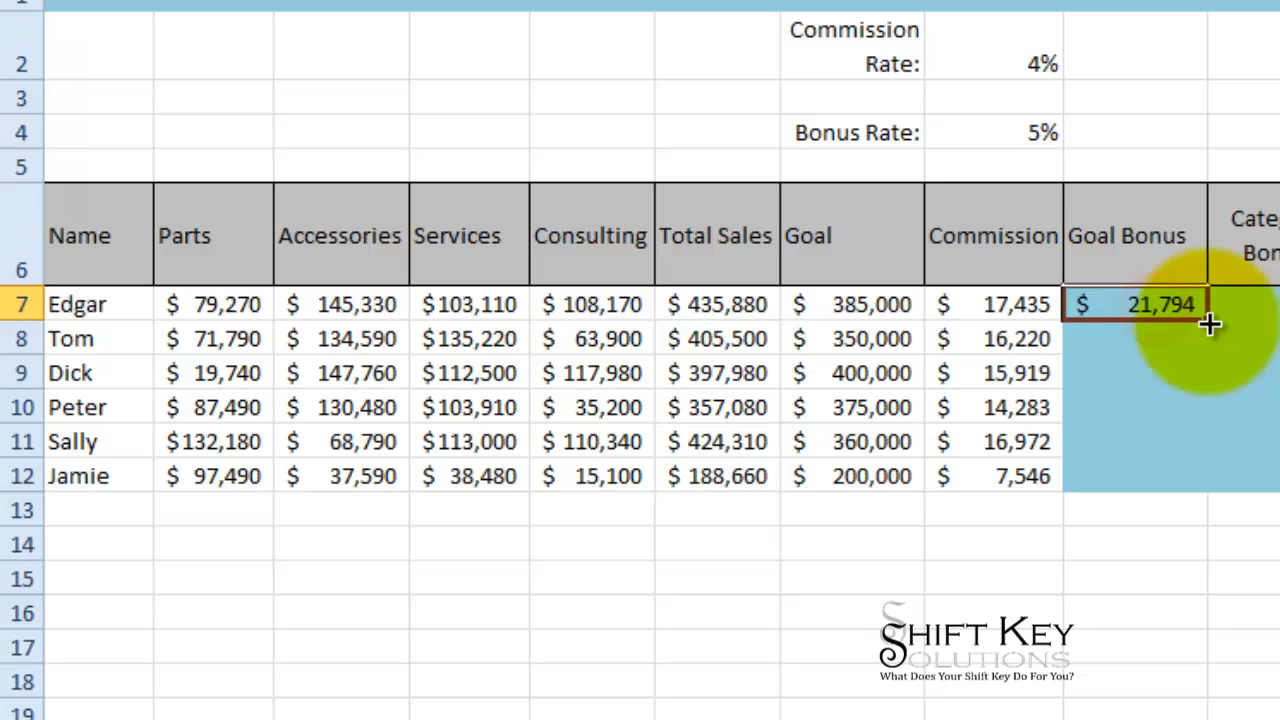 1
Commission
2 Rate: 4%
3
4 Bonus Rate: 5%
5
6 Name Parts Accessories Services Consulting Total Sales Goal Commission Goal Bonus
7 Edgar $ 79,270 $ 145,330 $103,110 $ 108,170 $ 435,880 $ 385,000 $ 17,435 $ 21,794
8 Tom $ 71,790 $ 134,590 $135,220 $ 63,900 $ 405,500 $ 350,000 $ 16,220
9 Dick $ 19,740 $ 147,760 $112,500 $ 117,980 $ 397,980 $ 400,000 $ 15,919
10 Peter $ 87,490 $ 130,480 $103,910 $ 35,200 $ 357,080 $ 375,000 $ 14,283
11 Sally $132,180 $ 68,790 $113,000 $ 110,340 $ 424,310 $ 360,000 $ 16,972
12 Jamie $ 97,490 $ 37,590 $ 38,480 $ 15,100 $ 188,660 $ 200,000 $ 7,546
13
14
15
16
17
18
19
Shift Key
Solutions
What Does Your Shift Key Do For You?